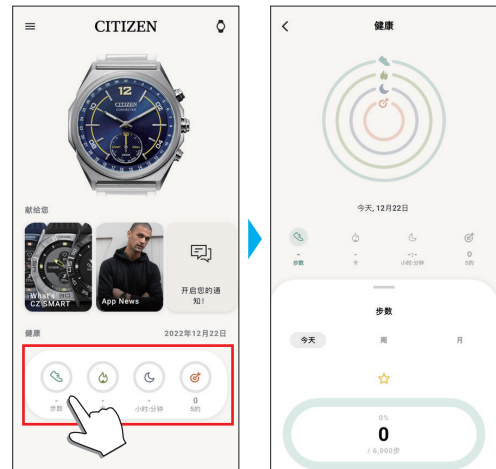 CITIZEN
12
CITIZEN
献给您
What's
CZ SMART
App News
开启您的通
知!
健康
2022年12月22日
-
步数
-
-
小时:分钟
0
5的
健康
今天, 12月22日
-
步数
-
卡
-:-
小时:分钟
0
5的
步数
今天
周
月
0%
0
/ 6,000步